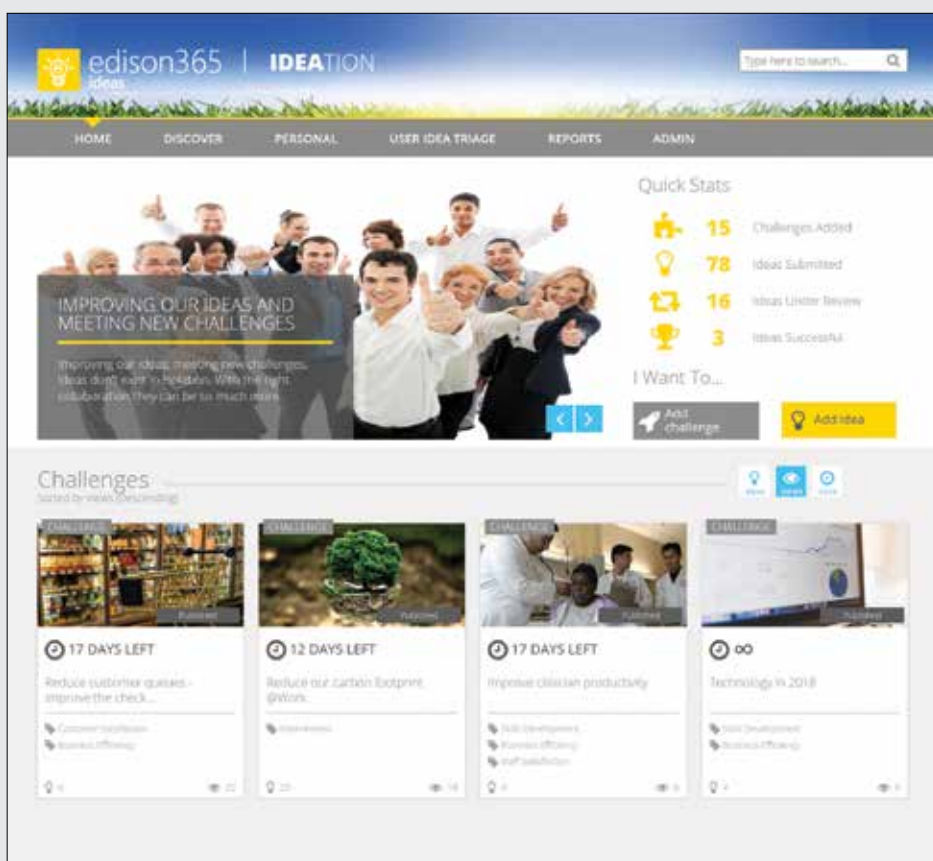 edison365 | IDEATION
ideas
Type here to search...
HOME DISCOVER PERSONAL USER IDEA TRIAGE REPORTS ADMIN
Quick Stats
15 Challenges Added
78 Ideas Submitted
16 Ideas Under Review
3 Ideas Successful
IMPROVING OUR IDEAS AND
MEETING NEW CHALLENGES
Improving our ideas, meeting new challenges.
Ideas don't exist in isolation. With the right
collaboration they can be so much more.
I Want To...
Add
challenge
Add idea
Challenges
Sorted by views (Descending)
CHALLENGE
Published
17 DAYS LEFT
Reduce customer queues -
improve the check...
Customer Satisfaction
Business Efficiency
CHALLENGE
Published
12 DAYS LEFT
Reduce our carbon footprint
@Work
CHALLENGE
Published
17 DAYS LEFT
Improve clinician productivity
Skills Development
Business Efficiency
Staff Satisfaction
CHALLENGE
Published
∞
Technology in 2018
Skills Development
Business Efficiency
4